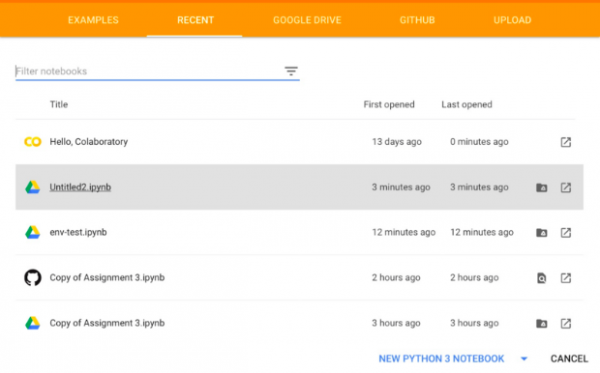 EXAMPLES RECENT GOOGLE DRIVE GITHUB UPLOAD
Filter notebooks
Title First opened Last opened
CO Hello, Colaboratory 13 days ago 0 minutes ago
Untitled2.ipynb 3 minutes ago 3 minutes ago
env-test.ipynb 12 minutes ago 12 minutes ago
Copy of Assignment 3.ipynb 2 hours ago 2 hours ago
Copy of Assignment 3.ipynb 3 hours ago 3 hours ago
NEW PYTHON 3 NOTEBOOK CANCEL